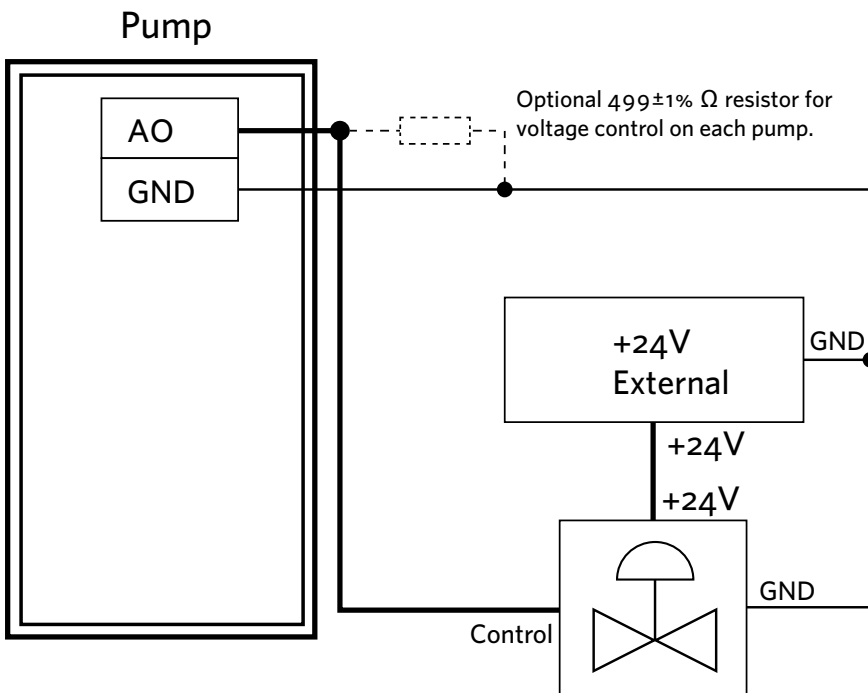 Pump
AO
GND
Optional 499±1% Ω resistor for
voltage control on each pump.
+24V
External
GND
+24V
+24V
GND
Control